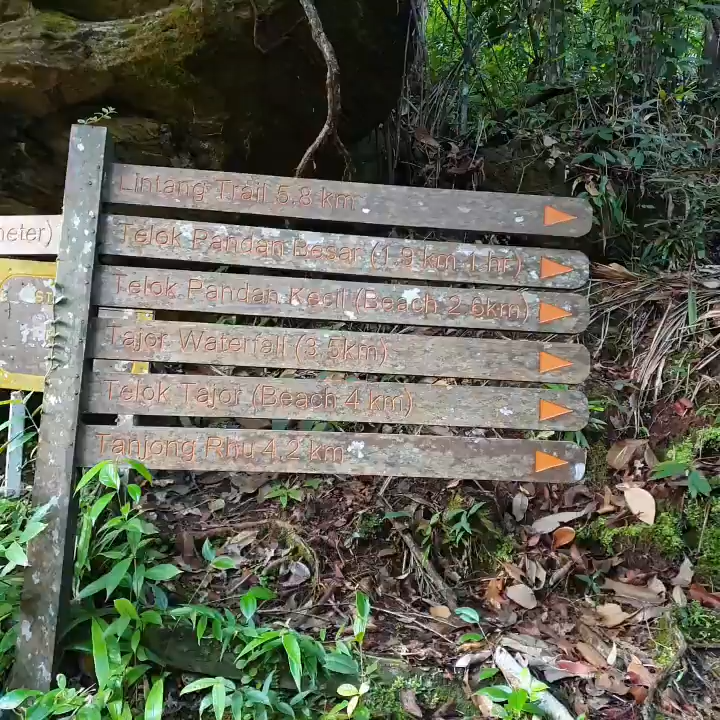 Lintang Trail 5.8 km
meter)
Telok Pandan Besar (1.9 km 1 hr)
Telok Pandan Kecil (Beach 2.6km)
Tajor Waterfall (3.5km)
Telok Tajor (Beach 4 km)
Tanjong Rhu 4.2 km